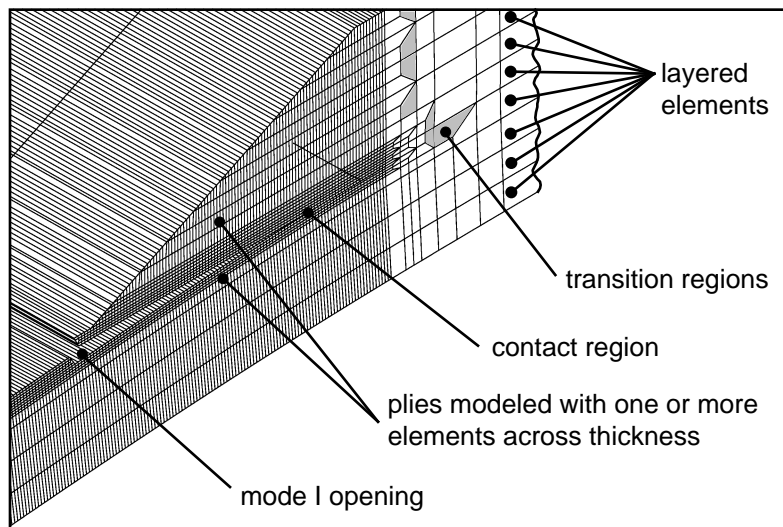 layered
elements
transition regions
contact region
plies modeled with one or more
elements across thickness
mode I opening